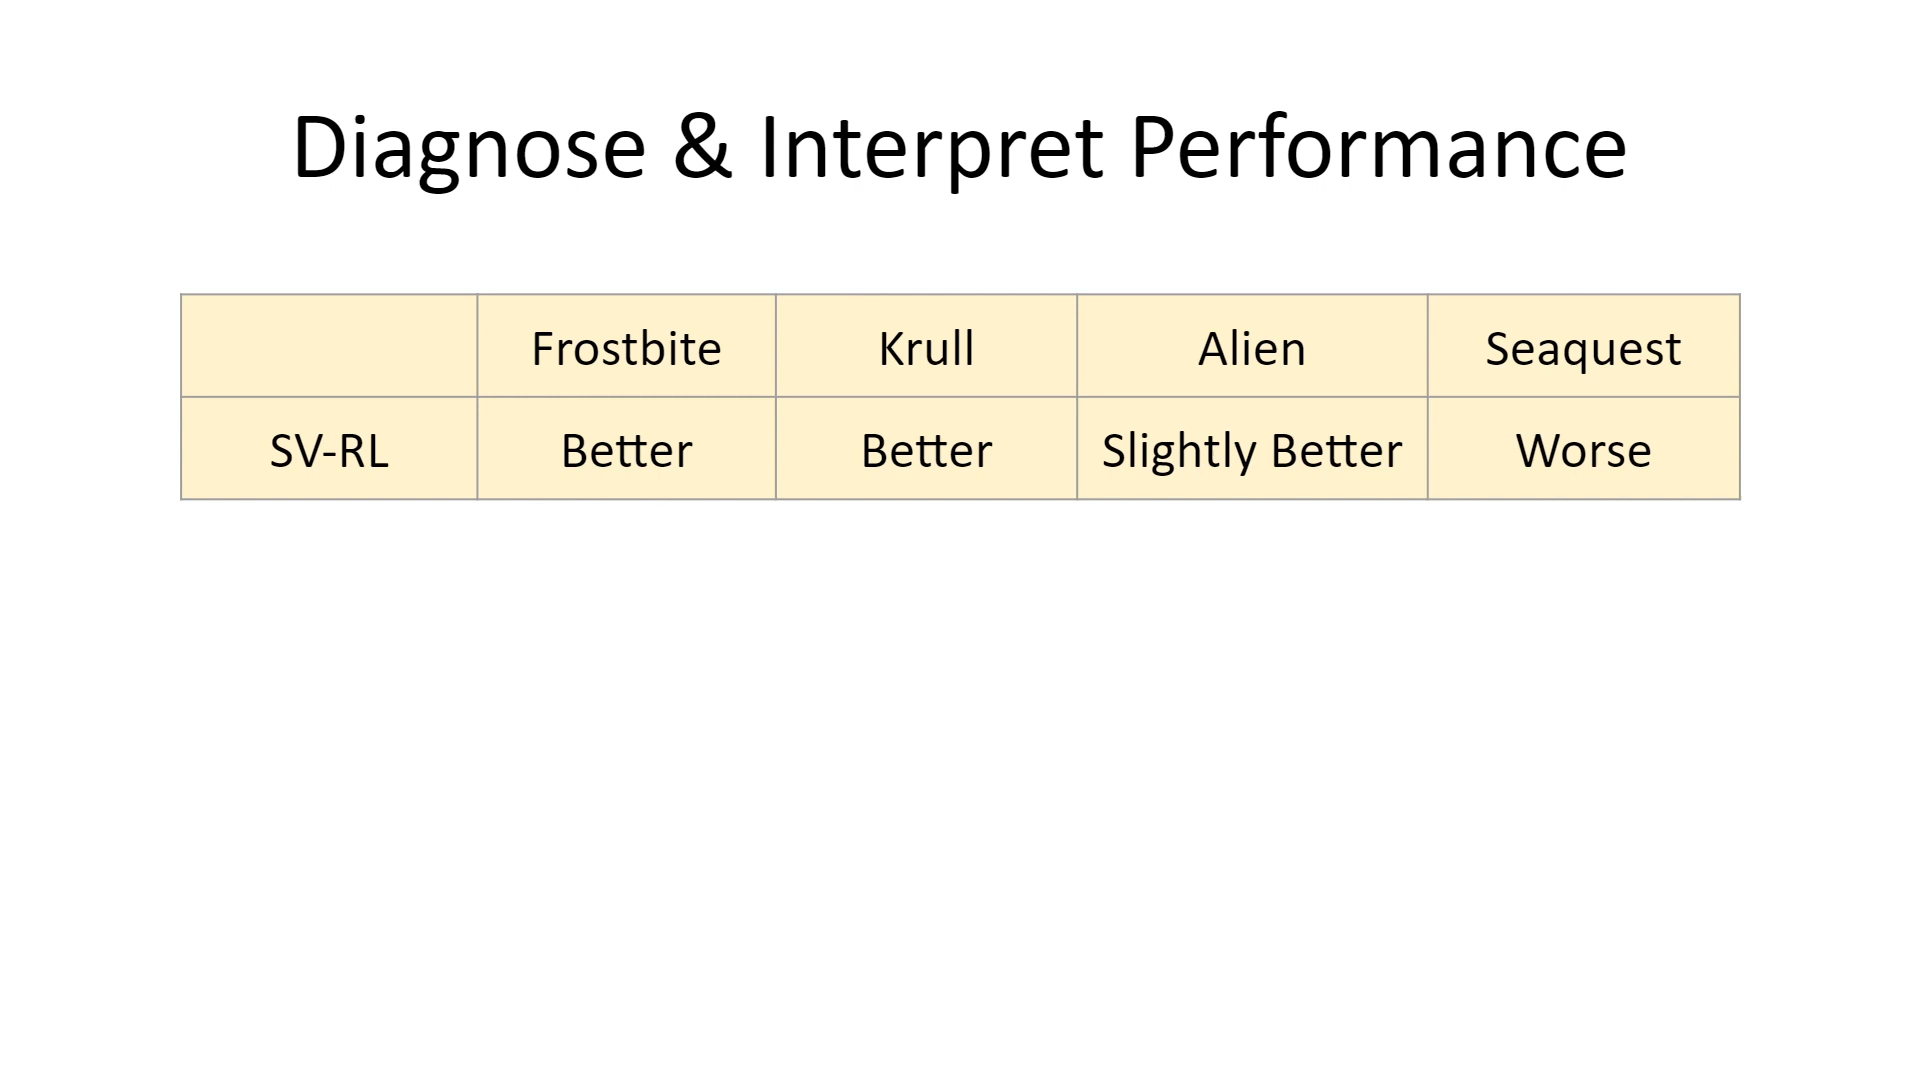 Diagnose & Interpret Performance
Frostbite Krull Alien Seaquest
SV-RL Better Better Slightly Better Worse